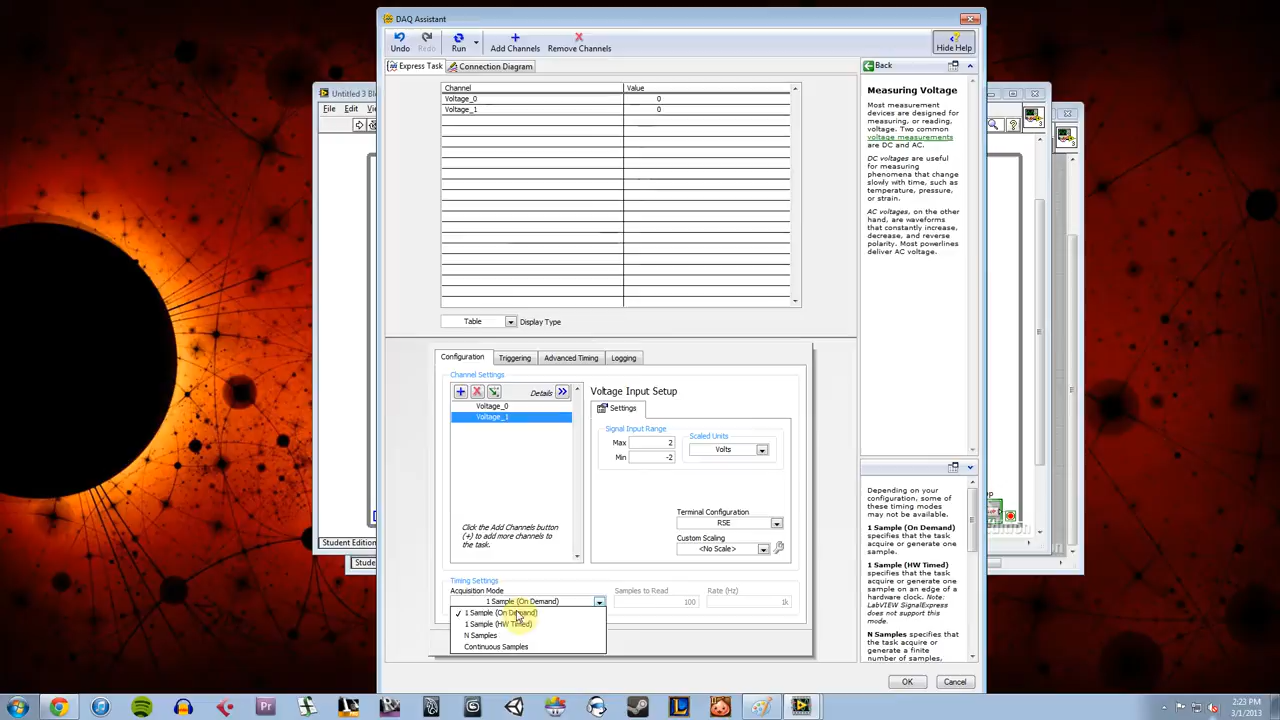 DAQ Assistant
Undo Redo Run Add Channels Remove Channels Hide Help
Express Task Connection Diagram
Back
Channel Value
Voltage_0 0
Voltage_1 0
Table Display Type
Measuring Voltage
Most measurement
devices are designed for
measuring, or reading,
voltage. Two common
voltage measurements
are DC and AC.
DC voltages are useful
for measuring
phenomena that change
slowly with time, such as
temperature, pressure,
or strain.
AC voltages, on the other
hand, are waveforms
that constantly increase,
decrease, and reverse
polarity. Most powerlines
deliver AC voltage.
Untitled 3 Bl
File Edit
3
3
Configuration Triggering Advanced Timing Logging
Channel Settings
Details
Voltage_0
Voltage_1
Click the Add Channels button
(+) to add more channels to
the task.
Voltage Input Setup
Settings
Signal Input Range
Max 2
Min -2
Scaled Units
Volts
Terminal Configuration
RSE
Custom Scaling
<No Scale>
Timing Settings
Acquisition Mode Samples to Read Rate (Hz)
1 Sample (On Demand) 100 1k
1 Sample (On Demand)
1 Sample (HW Timed)
N Samples
Continuous Samples
Depending on your
configuration, some of
these timing modes
may not be available.
1 Sample (On Demand)
specifies that the task
acquire or generate one
sample.
1 Sample (HW Timed)
specifies that the task
acquire or generate one
sample on an edge of a
hardware clock. Note:
LabVIEW SignalExpress
does not support this
mode.
N Samples specifies that
the task acquire or
generate a finite
number of samples.
OK Cancel
Student Edition
Stude
2:23 PM
3/1/2013